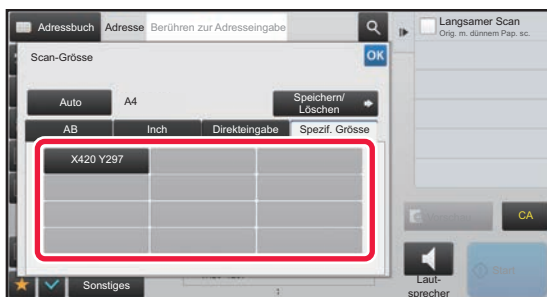 Adressbuch Adresse Berühren zur Adresseingabe
Langsamer Scan
Orig. m. dünnem Pap. sc.
Scan-Grösse
OK
Auto A4
Speichern/
Löschen
AB Inch Direkteingabe Spezif. Grösse
X420 Y297
CA
Start
Sonstiges
Laut-
sprecher